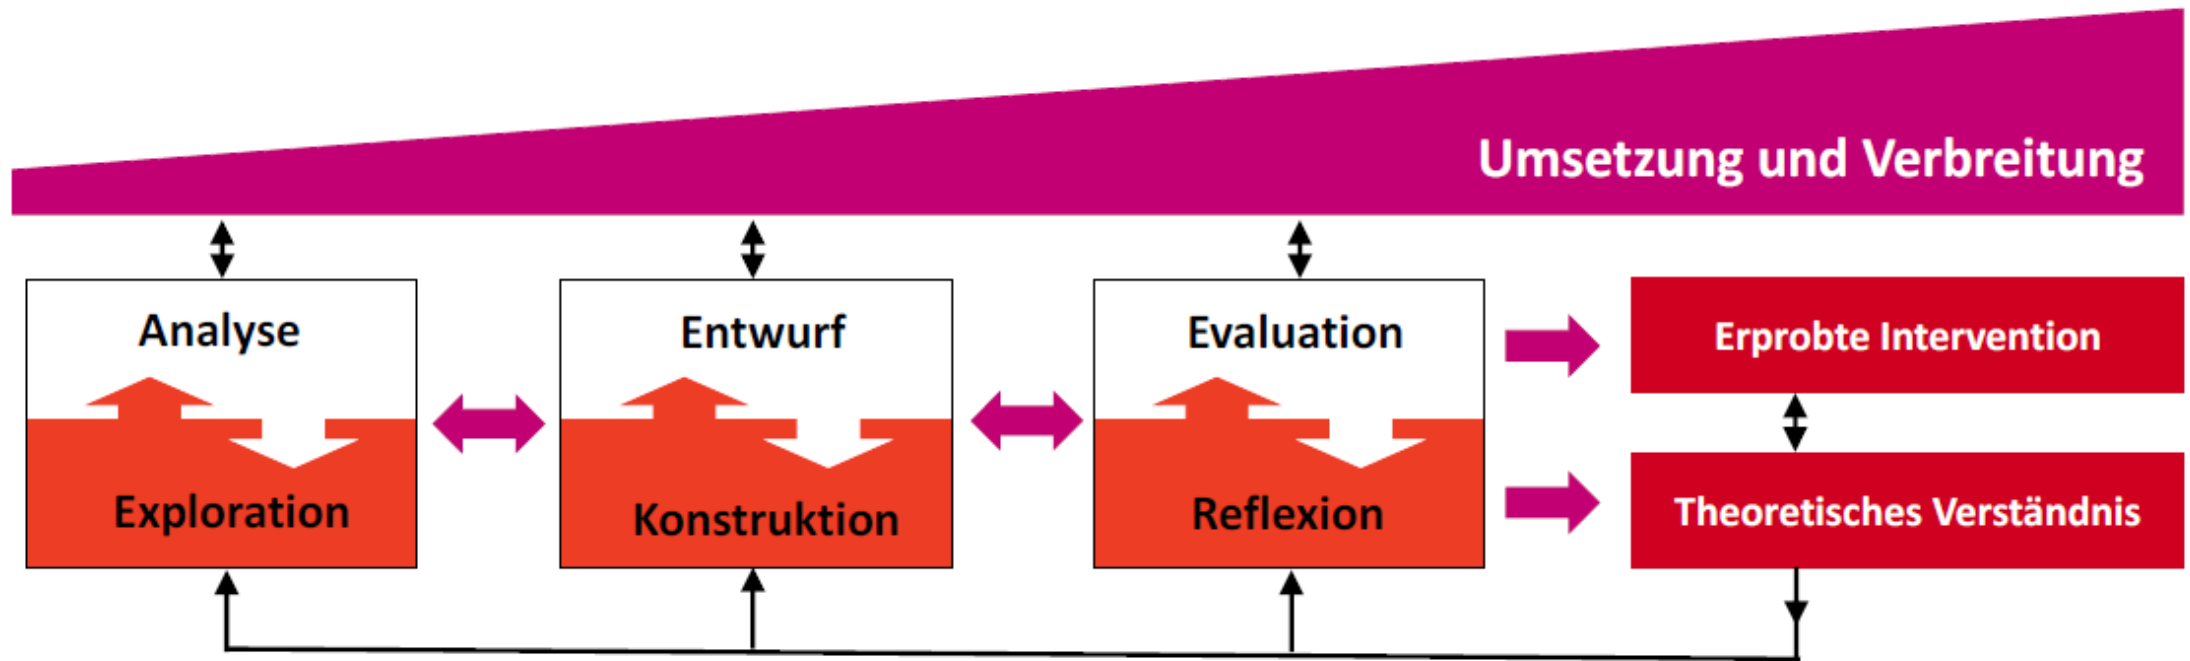 Umsetzung und Verbreitung
Analyse
Exploration
Entwurf
Konstruktion
Evaluation
Reflexion
Erprobte Intervention
Theoretisches Verständnis